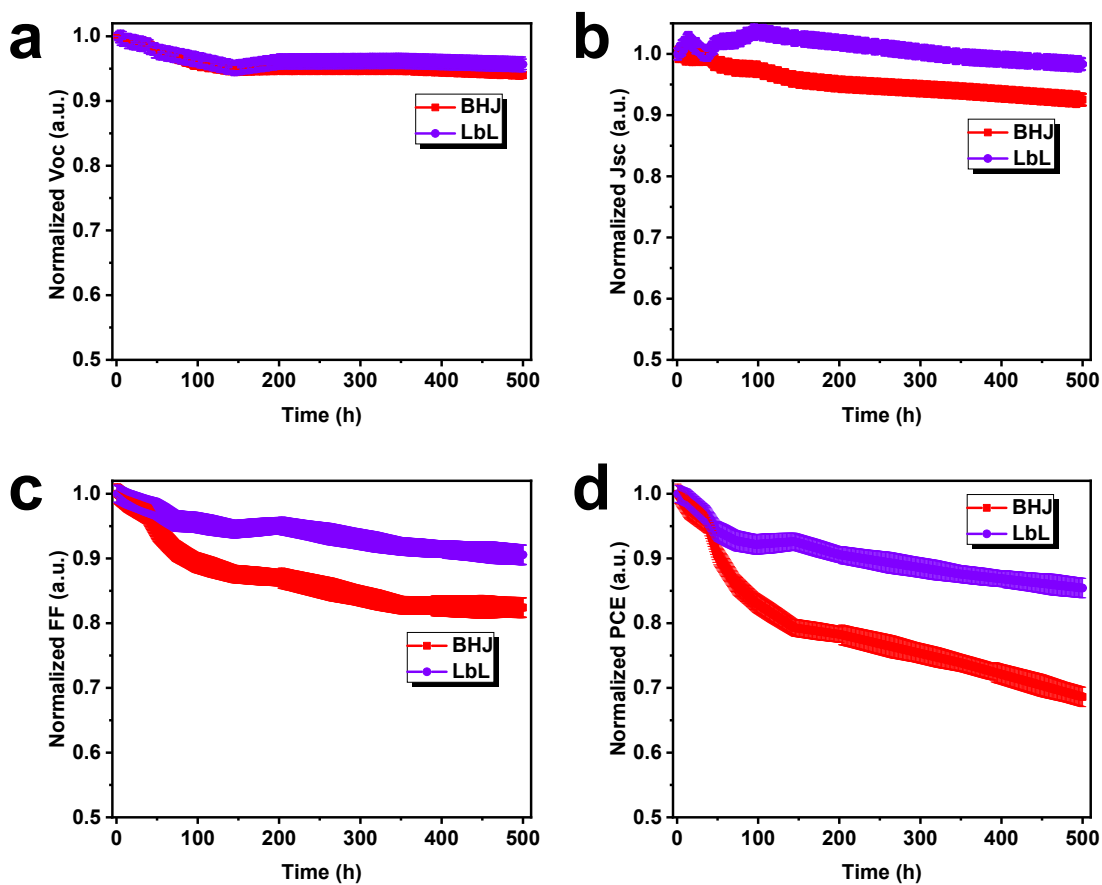 a
Normalized Voc (a.u.)
1.0
0.9
0.8
0.7
0.6
0.5
BHJ
LbL
0 100 200 300 400 500
Time (h)
b
Normalized Jsc (a.u.)
1.0
0.9
0.8
0.7
0.6
0.5
BHJ
LbL
0 100 200 300 400 500
Time (h)
c
Normalized FF (a.u.)
1.0
0.9
0.8
0.7
0.6
0.5
BHJ
LbL
0 100 200 300 400 500
Time (h)
d
Normalized PCE (a.u.)
1.0
0.9
0.8
0.7
0.6
0.5
BHJ
LbL
0 100 200 300 400 500
Time (h)